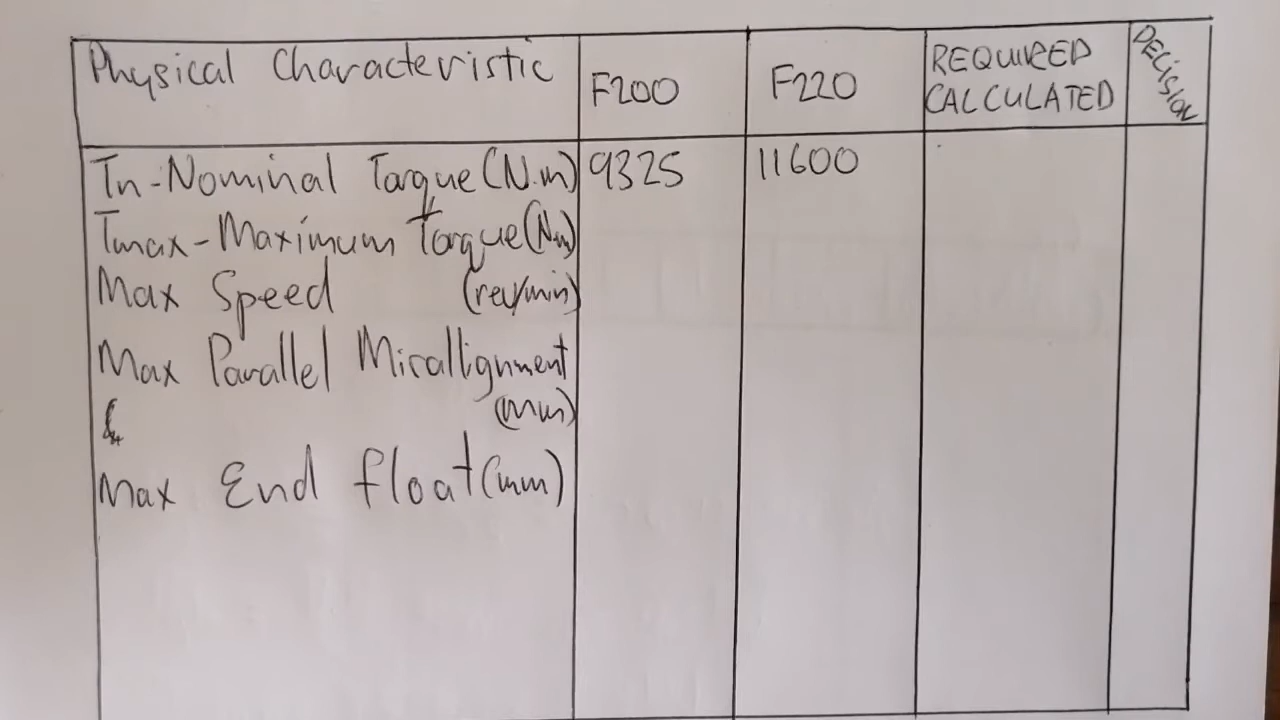 Physical Characteristic F200 F220 REQUIRED CALCULATED DECISION
Tn-Nominal Torque (N.m) 9325 11600
Tmax-Maximum Torque (Nm)
Max Speed (rev/min)
Max Parallel Misallignment
& (mm)
Max End float (mm)